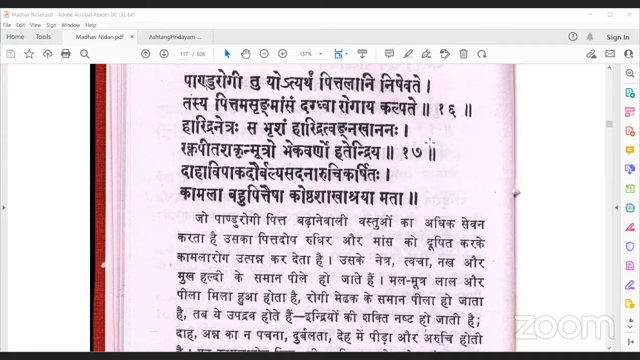 Madhav Nidan.pdf - Adobe Acrobat Reader DC (32-bit)
File Edit View Sign Window Help
Home Tools Madhav Nidan.pdf × AshtangHridayam-...
Sign In
117 / 626 157%
पाण्डुरोगी तु योऽत्यर्थं पित्तलानि निषेवते ।
तस्य पित्तमसृङ्मांसं दग्ध्वा रोगाय कल्पते ॥ १६ ॥
हारिद्रनेत्रः स भृशं हारिद्रत्वङ्नखाननः ।
रक्तपीतशकृन्मूत्रो भेकवर्णो हतेन्द्रिय ॥ १७ ॥
दाहाविपाकदौर्बल्यसदनारुचिकर्षितः ।
कामला बहुपित्तैषा कोष्ठशाखाश्रया मता ॥
जो पाण्डुरोगी पित्त बढ़ानेवाली वस्तुओं का अधिक सेवन
करता है उसका पित्तदोष रुधिर और मांस को दूषित करके
कामलारोग उत्पन्न कर देता है । उसके नेत्र, त्वचा, नख और
मुख हल्दी के समान पीले हो जाते हैं । मल-मूत्र लाल और
पीला मिला हुआ होता है, रोगी मेढक के समान पीला हो जाता
है, तब ये उपद्रव होते हैं—इन्द्रियों की शक्ति नष्ट हो जाती है;
दाह, अन्न का न पचना, दुर्बलता, देह में पीड़ा और अरुचि होती
zoom